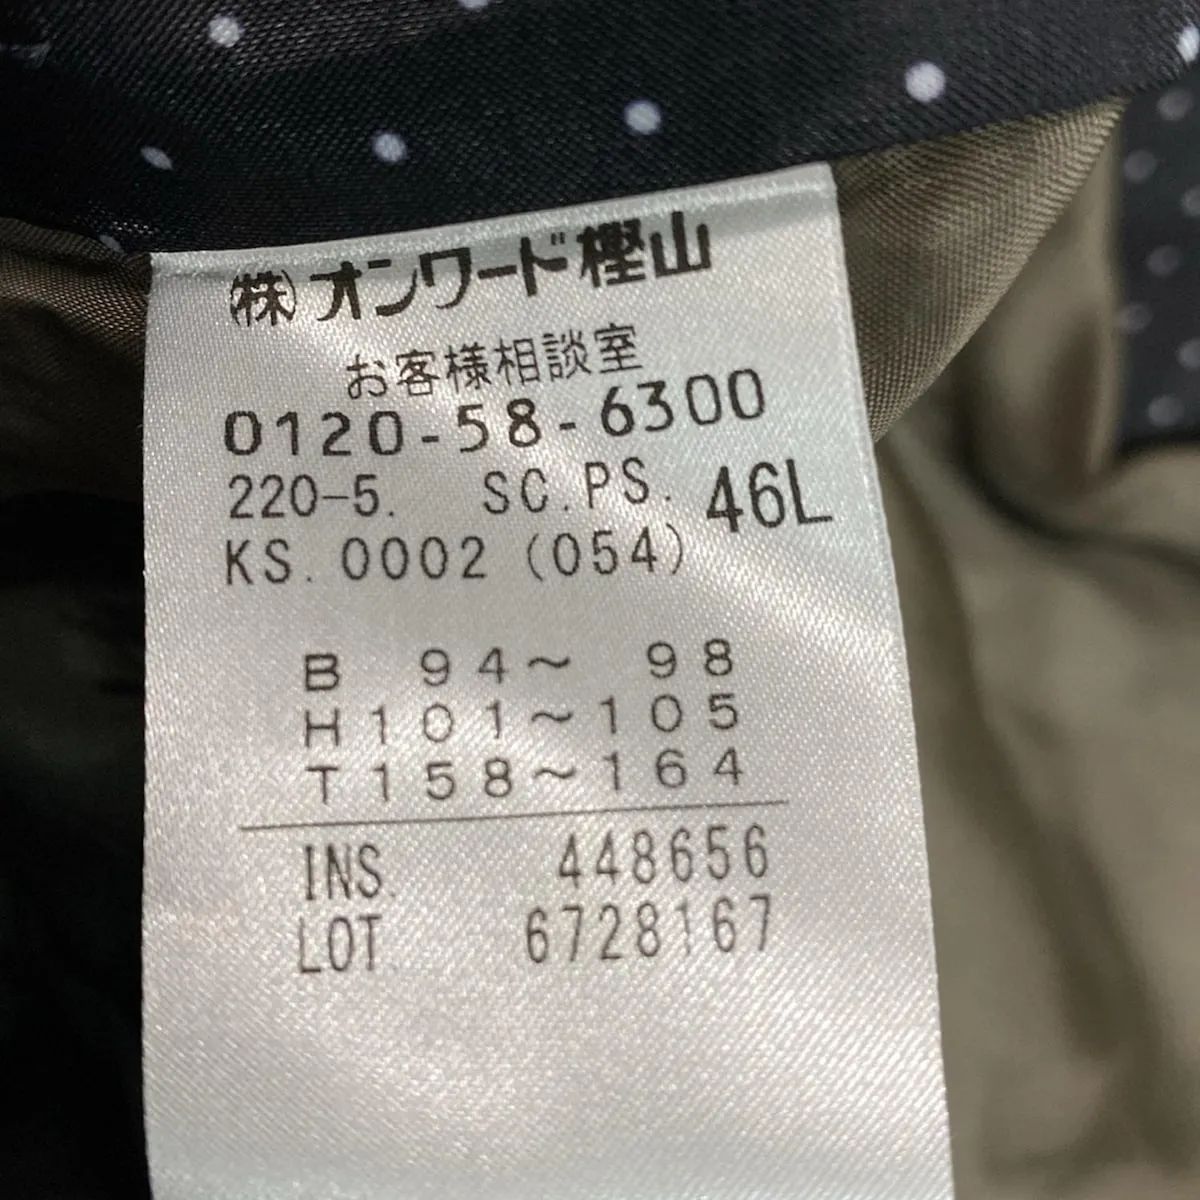 ㈱オンワード樫山
お客様相談室
0120-58-6300
220-5. SC.PS. 46L
KS.0002(054)
B 94～ 98
H101～105
T158～164
INS. 448656
LOT 6728167